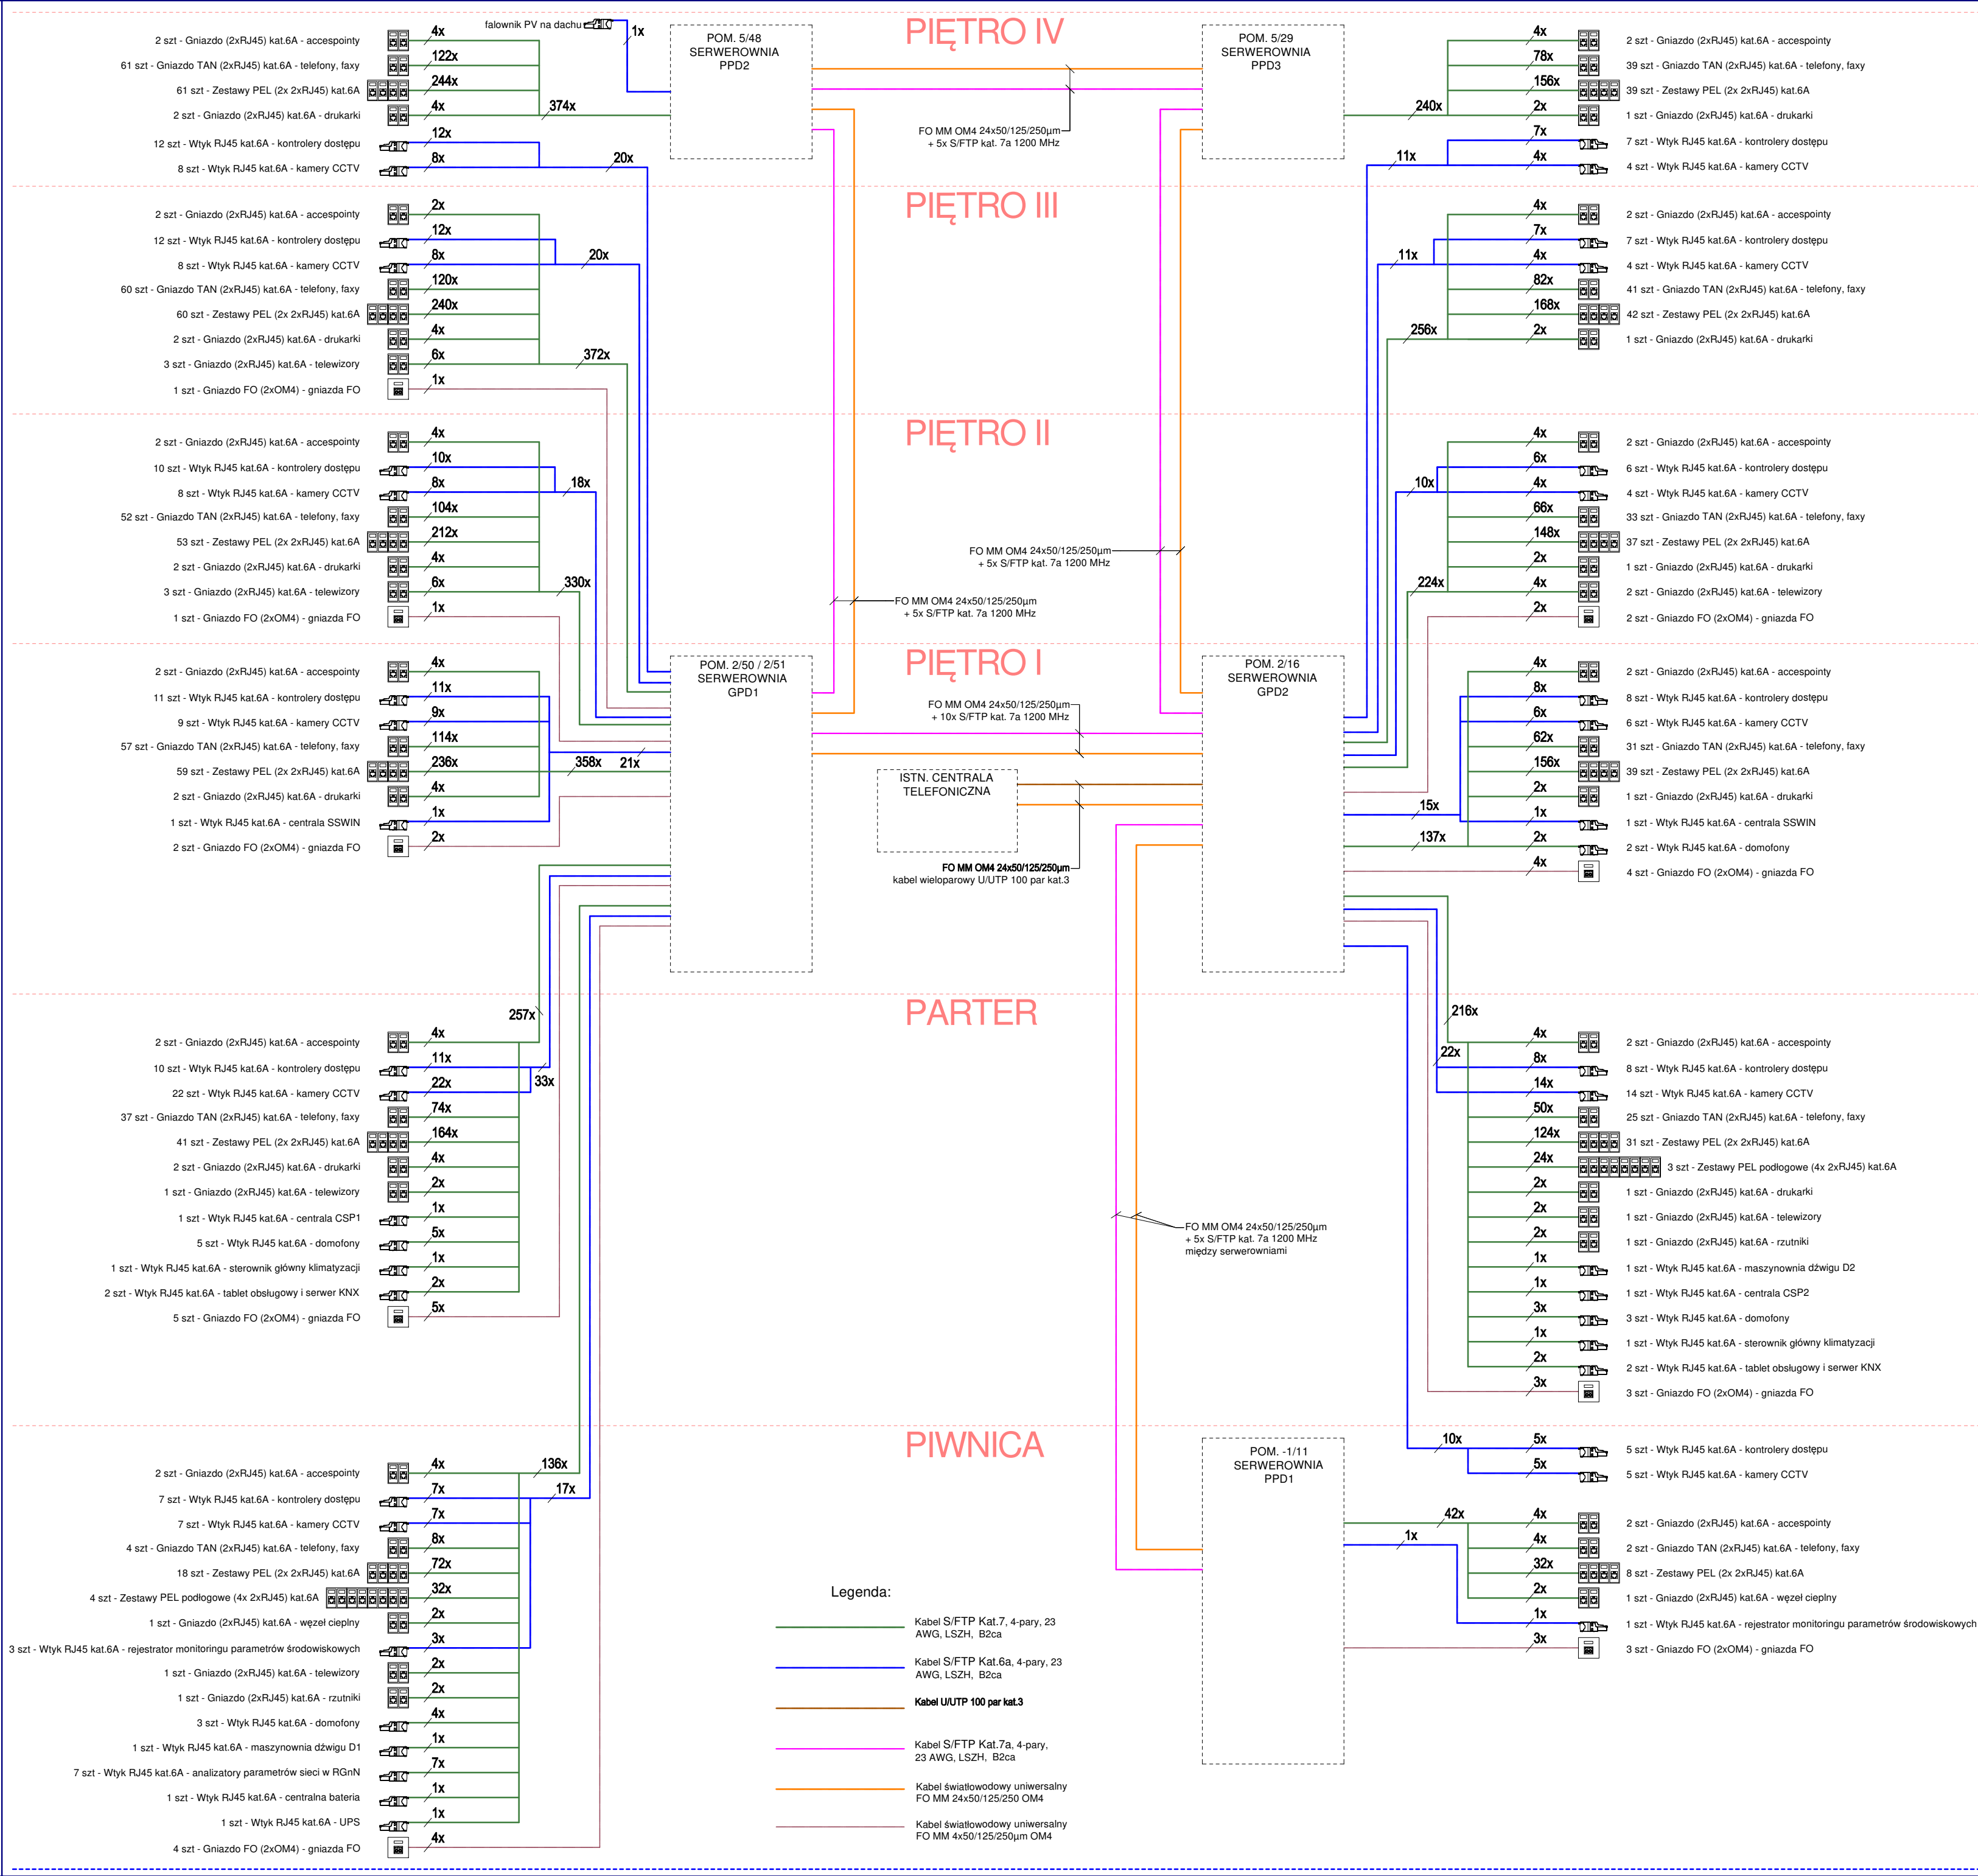 PIĘTRO IV
falownik PV na dachu
1x
2 szt - Gniazdo (2xRJ45) kat.6A - accespointy 4x
61 szt - Gniazdo TAN (2xRJ45) kat.6A - telefony, faxy 122x
61 szt - Zestawy PEL (2x 2xRJ45) kat.6A 244x
2 szt - Gniazdo (2xRJ45) kat.6A - drukarki 4x
374x
12 szt - Wtyk RJ45 kat.6A - kontrolery dostępu 12x
8 szt - Wtyk RJ45 kat.6A - kamery CCTV 8x
20x
POM. 5/48
SERWEROWNIA
PPD2
FO MM OM4 24x50/125/250µm
+ 5x S/FTP kat. 7a 1200 MHz
POM. 5/29
SERWEROWNIA
PPD3
240x
4x 2 szt - Gniazdo (2xRJ45) kat.6A - accespointy
78x 39 szt - Gniazdo TAN (2xRJ45) kat.6A - telefony, faxy
156x 39 szt - Zestawy PEL (2x 2xRJ45) kat.6A
2x 1 szt - Gniazdo (2xRJ45) kat.6A - drukarki
11x
7x 7 szt - Wtyk RJ45 kat.6A - kontrolery dostępu
4x 4 szt - Wtyk RJ45 kat.6A - kamery CCTV
PIĘTRO III
2 szt - Gniazdo (2xRJ45) kat.6A - accespointy 2x
12 szt - Wtyk RJ45 kat.6A - kontrolery dostępu 12x
8 szt - Wtyk RJ45 kat.6A - kamery CCTV 8x
20x
60 szt - Gniazdo TAN (2xRJ45) kat.6A - telefony, faxy 120x
60 szt - Zestawy PEL (2x 2xRJ45) kat.6A 240x
2 szt - Gniazdo (2xRJ45) kat.6A - drukarki 4x
3 szt - Gniazdo (2xRJ45) kat.6A - telewizory 6x
372x
1 szt - Gniazdo FO (2xOM4) - gniazda FO 1x
4x 2 szt - Gniazdo (2xRJ45) kat.6A - accespointy
7x 7 szt - Wtyk RJ45 kat.6A - kontrolery dostępu
11x
4x 4 szt - Wtyk RJ45 kat.6A - kamery CCTV
82x 41 szt - Gniazdo TAN (2xRJ45) kat.6A - telefony, faxy
168x 42 szt - Zestawy PEL (2x 2xRJ45) kat.6A
256x
2x 1 szt - Gniazdo (2xRJ45) kat.6A - drukarki
PIĘTRO II
2 szt - Gniazdo (2xRJ45) kat.6A - accespointy 4x
10 szt - Wtyk RJ45 kat.6A - kontrolery dostępu 10x
8 szt - Wtyk RJ45 kat.6A - kamery CCTV 8x
18x
52 szt - Gniazdo TAN (2xRJ45) kat.6A - telefony, faxy 104x
53 szt - Zestawy PEL (2x 2xRJ45) kat.6A 212x
2 szt - Gniazdo (2xRJ45) kat.6A - drukarki 4x
3 szt - Gniazdo (2xRJ45) kat.6A - telewizory 6x
330x
1 szt - Gniazdo FO (2xOM4) - gniazda FO 1x
FO MM OM4 24x50/125/250µm
+ 5x S/FTP kat. 7a 1200 MHz
FO MM OM4 24x50/125/250µm
+ 5x S/FTP kat. 7a 1200 MHz
4x 2 szt - Gniazdo (2xRJ45) kat.6A - accespointy
6x 6 szt - Wtyk RJ45 kat.6A - kontrolery dostępu
10x
4x 4 szt - Wtyk RJ45 kat.6A - kamery CCTV
66x 33 szt - Gniazdo TAN (2xRJ45) kat.6A - telefony, faxy
148x 37 szt - Zestawy PEL (2x 2xRJ45) kat.6A
2x 1 szt - Gniazdo (2xRJ45) kat.6A - drukarki
224x
4x 2 szt - Gniazdo (2xRJ45) kat.6A - telewizory
2x 2 szt - Gniazdo FO (2xOM4) - gniazda FO
PIĘTRO I
2 szt - Gniazdo (2xRJ45) kat.6A - accespointy 4x
11 szt - Wtyk RJ45 kat.6A - kontrolery dostępu 11x
9 szt - Wtyk RJ45 kat.6A - kamery CCTV 9x
57 szt - Gniazdo TAN (2xRJ45) kat.6A - telefony, faxy 114x
59 szt - Zestawy PEL (2x 2xRJ45) kat.6A 236x
358x 21x
2 szt - Gniazdo (2xRJ45) kat.6A - drukarki 4x
1 szt - Wtyk RJ45 kat.6A - centrala SSWIN 1x
2 szt - Gniazdo FO (2xOM4) - gniazda FO 2x
POM. 2/50 / 2/51
SERWEROWNIA
GPD1
FO MM OM4 24x50/125/250µm
+ 10x S/FTP kat. 7a 1200 MHz
ISTN. CENTRALA
TELEFONICZNA
FO MM OM4 24x50/125/250µm
kabel wieloparowy U/UTP 100 par kat.3
POM. 2/16
SERWEROWNIA
GPD2
4x 2 szt - Gniazdo (2xRJ45) kat.6A - accespointy
8x 8 szt - Wtyk RJ45 kat.6A - kontrolery dostępu
6x 6 szt - Wtyk RJ45 kat.6A - kamery CCTV
62x 31 szt - Gniazdo TAN (2xRJ45) kat.6A - telefony, faxy
156x 39 szt - Zestawy PEL (2x 2xRJ45) kat.6A
2x 1 szt - Gniazdo (2xRJ45) kat.6A - drukarki
15x
1x 1 szt - Wtyk RJ45 kat.6A - centrala SSWIN
137x
2x 2 szt - Wtyk RJ45 kat.6A - domofony
4x 4 szt - Gniazdo FO (2xOM4) - gniazda FO
PARTER
257x
2 szt - Gniazdo (2xRJ45) kat.6A - accespointy 4x
10 szt - Wtyk RJ45 kat.6A - kontrolery dostępu 11x
33x
22 szt - Wtyk RJ45 kat.6A - kamery CCTV 22x
37 szt - Gniazdo TAN (2xRJ45) kat.6A - telefony, faxy 74x
41 szt - Zestawy PEL (2x 2xRJ45) kat.6A 164x
2 szt - Gniazdo (2xRJ45) kat.6A - drukarki 4x
1 szt - Gniazdo (2xRJ45) kat.6A - telewizory 2x
1 szt - Wtyk RJ45 kat.6A - centrala CSP1 1x
5 szt - Wtyk RJ45 kat.6A - domofony 5x
1 szt - Wtyk RJ45 kat.6A - sterownik główny klimatyzacji 1x
2 szt - Wtyk RJ45 kat.6A - tablet obsługowy i serwer KNX 2x
5 szt - Gniazdo FO (2xOM4) - gniazda FO 5x
FO MM OM4 24x50/125/250µm
+ 5x S/FTP kat. 7a 1200 MHz
między serwerowniami
216x
4x 2 szt - Gniazdo (2xRJ45) kat.6A - accespointy
22x
8x 8 szt - Wtyk RJ45 kat.6A - kontrolery dostępu
14x 14 szt - Wtyk RJ45 kat.6A - kamery CCTV
50x 25 szt - Gniazdo TAN (2xRJ45) kat.6A - telefony, faxy
124x 31 szt - Zestawy PEL (2x 2xRJ45) kat.6A
24x 3 szt - Zestawy PEL podłogowe (4x 2xRJ45) kat.6A
2x 1 szt - Gniazdo (2xRJ45) kat.6A - drukarki
2x 1 szt - Gniazdo (2xRJ45) kat.6A - telewizory
2x 1 szt - Gniazdo (2xRJ45) kat.6A - rzutniki
1x 1 szt - Wtyk RJ45 kat.6A - maszynownia dźwigu D2
1x 1 szt - Wtyk RJ45 kat.6A - centrala CSP2
3x 3 szt - Wtyk RJ45 kat.6A - domofony
1x 1 szt - Wtyk RJ45 kat.6A - sterownik główny klimatyzacji
2x 2 szt - Wtyk RJ45 kat.6A - tablet obsługowy i serwer KNX
3x 3 szt - Gniazdo FO (2xOM4) - gniazda FO
PIWNICA
2 szt - Gniazdo (2xRJ45) kat.6A - accespointy 4x
136x
7 szt - Wtyk RJ45 kat.6A - kontrolery dostępu 7x
17x
7 szt - Wtyk RJ45 kat.6A - kamery CCTV 7x
4 szt - Gniazdo TAN (2xRJ45) kat.6A - telefony, faxy 8x
18 szt - Zestawy PEL (2x 2xRJ45) kat.6A 72x
4 szt - Zestawy PEL podłogowe (4x 2xRJ45) kat.6A 32x
1 szt - Gniazdo (2xRJ45) kat.6A - węzeł cieplny 2x
3 szt - Wtyk RJ45 kat.6A - rejestrator monitoringu parametrów środowiskowych 3x
1 szt - Gniazdo (2xRJ45) kat.6A - telewizory 2x
1 szt - Gniazdo (2xRJ45) kat.6A - rzutniki 2x
3 szt - Wtyk RJ45 kat.6A - domofony 4x
1 szt - Wtyk RJ45 kat.6A - maszynownia dźwigu D1 1x
7 szt - Wtyk RJ45 kat.6A - analizatory parametrów sieci w RGnN 7x
1 szt - Wtyk RJ45 kat.6A - centralna bateria 1x
1 szt - Wtyk RJ45 kat.6A - UPS 1x
4 szt - Gniazdo FO (2xOM4) - gniazda FO 4x
POM. -1/11
SERWEROWNIA
PPD1
10x
5x 5 szt - Wtyk RJ45 kat.6A - kontrolery dostępu
5x 5 szt - Wtyk RJ45 kat.6A - kamery CCTV
42x
4x 2 szt - Gniazdo (2xRJ45) kat.6A - accespointy
1x
4x 2 szt - Gniazdo TAN (2xRJ45) kat.6A - telefony, faxy
32x 8 szt - Zestawy PEL (2x 2xRJ45) kat.6A
2x 1 szt - Gniazdo (2xRJ45) kat.6A - węzeł cieplny
1x 1 szt - Wtyk RJ45 kat.6A - rejestrator monitoringu parametrów środowiskowych
3x 3 szt - Gniazdo FO (2xOM4) - gniazda FO
Legenda:
Kabel S/FTP Kat.7, 4-pary, 23
AWG, LSZH, B2ca
Kabel S/FTP Kat.6a, 4-pary, 23
AWG, LSZH, B2ca
Kabel U/UTP 100 par kat.3
Kabel S/FTP Kat.7a, 4-pary,
23 AWG, LSZH, B2ca
Kabel światłowodowy uniwersalny
FO MM 24x50/125/250 OM4
Kabel światłowodowy uniwersalny
FO MM 4x50/125/250µm OM4